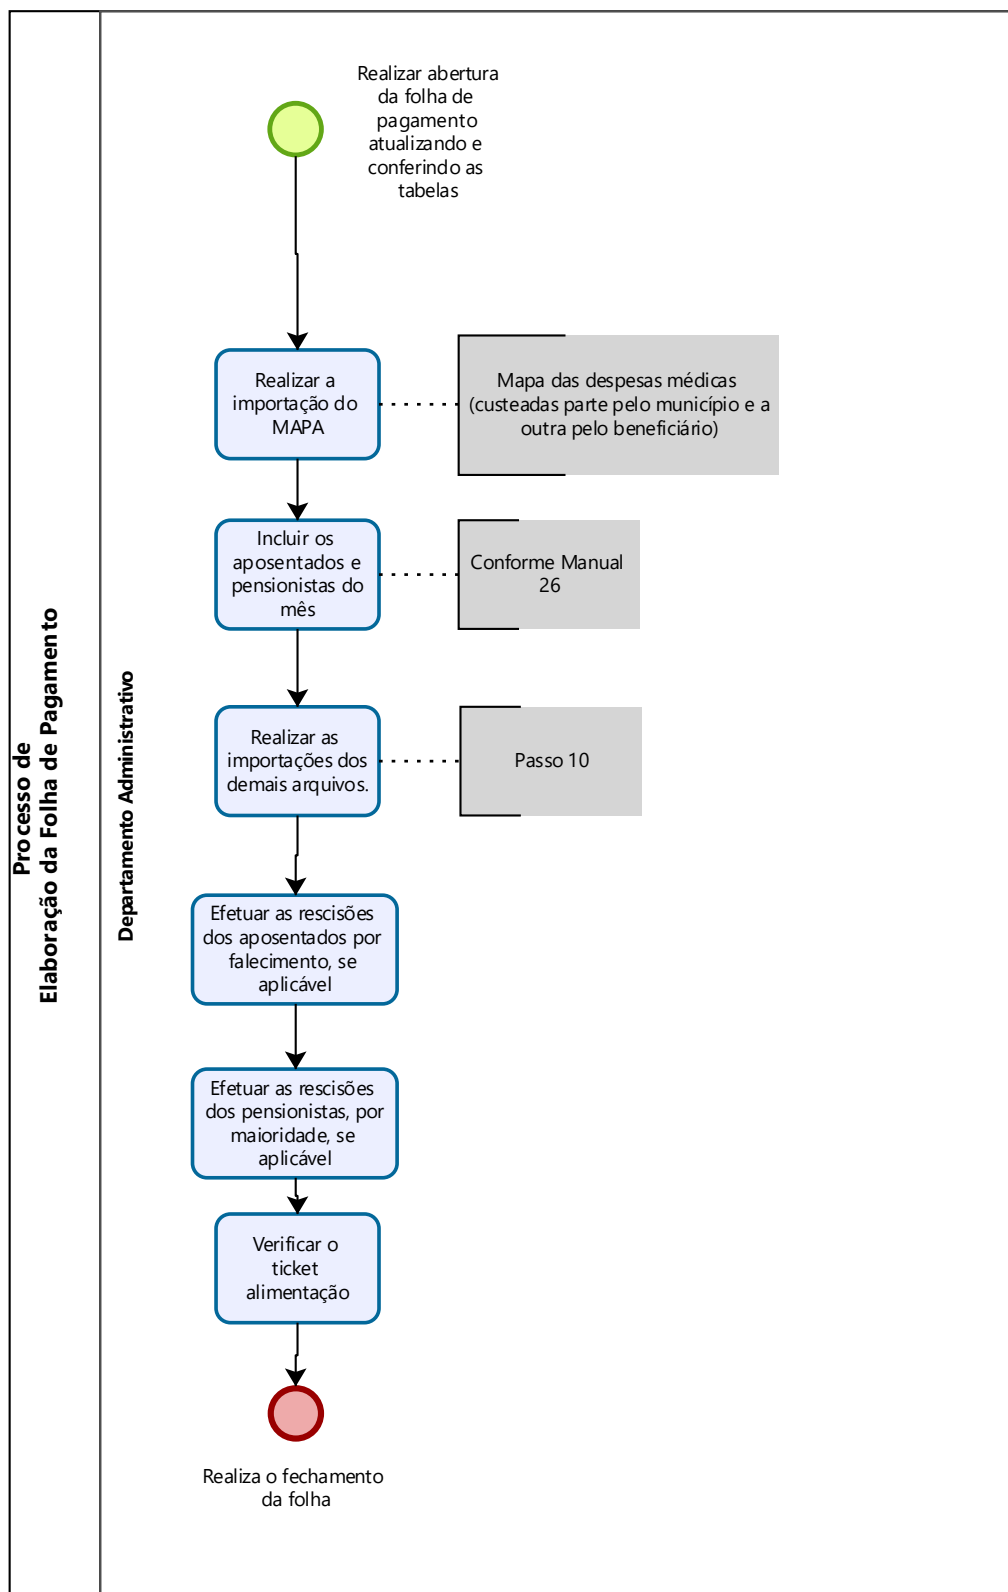 Processo de
Elaboração da Folha de Pagamento
Departamento Administrativo
Realizar abertura
da folha de
pagamento
atualizando e
conferindo as
tabelas
Realizar a
importação do
MAPA
Mapa das despesas médicas
(custeadas parte pelo município e a
outra pelo beneficiário)
Incluir os
aposentados e
pensionistas do
mês
Conforme Manual
26
Realizar as
importações dos
demais arquivos.
Passo 10
Efetuar as rescisões
dos aposentados por
falecimento, se
aplicável
Efetuar as rescisões
dos pensionistas, por
maioridade, se
aplicável
Verificar o
ticket
alimentação
Realiza o fechamento
da folha